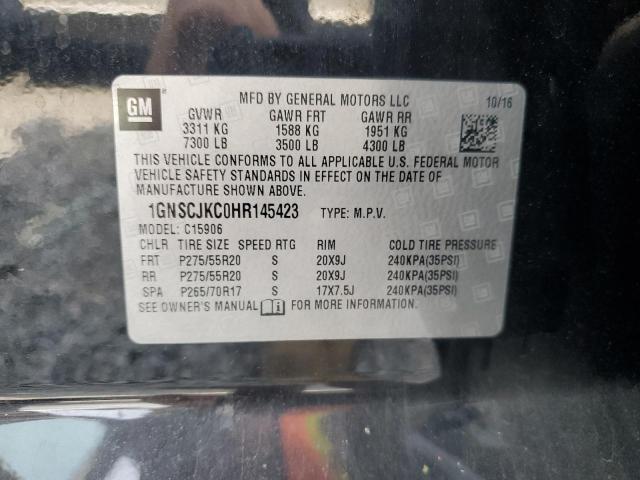 GM
MFD BY GENERAL MOTORS LLC 10/16
GVWR GAWR FRT GAWR RR
3311 KG 1588 KG 1951 KG
7300 LB 3500 LB 4300 LB
THIS VEHICLE CONFORMS TO ALL APPLICABLE U.S. FEDERAL MOTOR
VEHICLE SAFETY STANDARDS IN EFFECT ON THE DATE OF
MANUFACTURE SHOWN ABOVE.
1GNSCJKC0HR145423 TYPE: M.P.V.
MODEL: C15906
CHLR TIRE SIZE SPEED RTG RIM COLD TIRE PRESSURE
FRT P275/55R20 S 20X9J 240KPA(35PSI)
RR P275/55R20 S 20X9J 240KPA(35PSI)
SPA P265/70R17 S 17X7.5J 240KPA(35PSI)
SEE OWNER'S MANUAL FOR MORE INFORMATION.